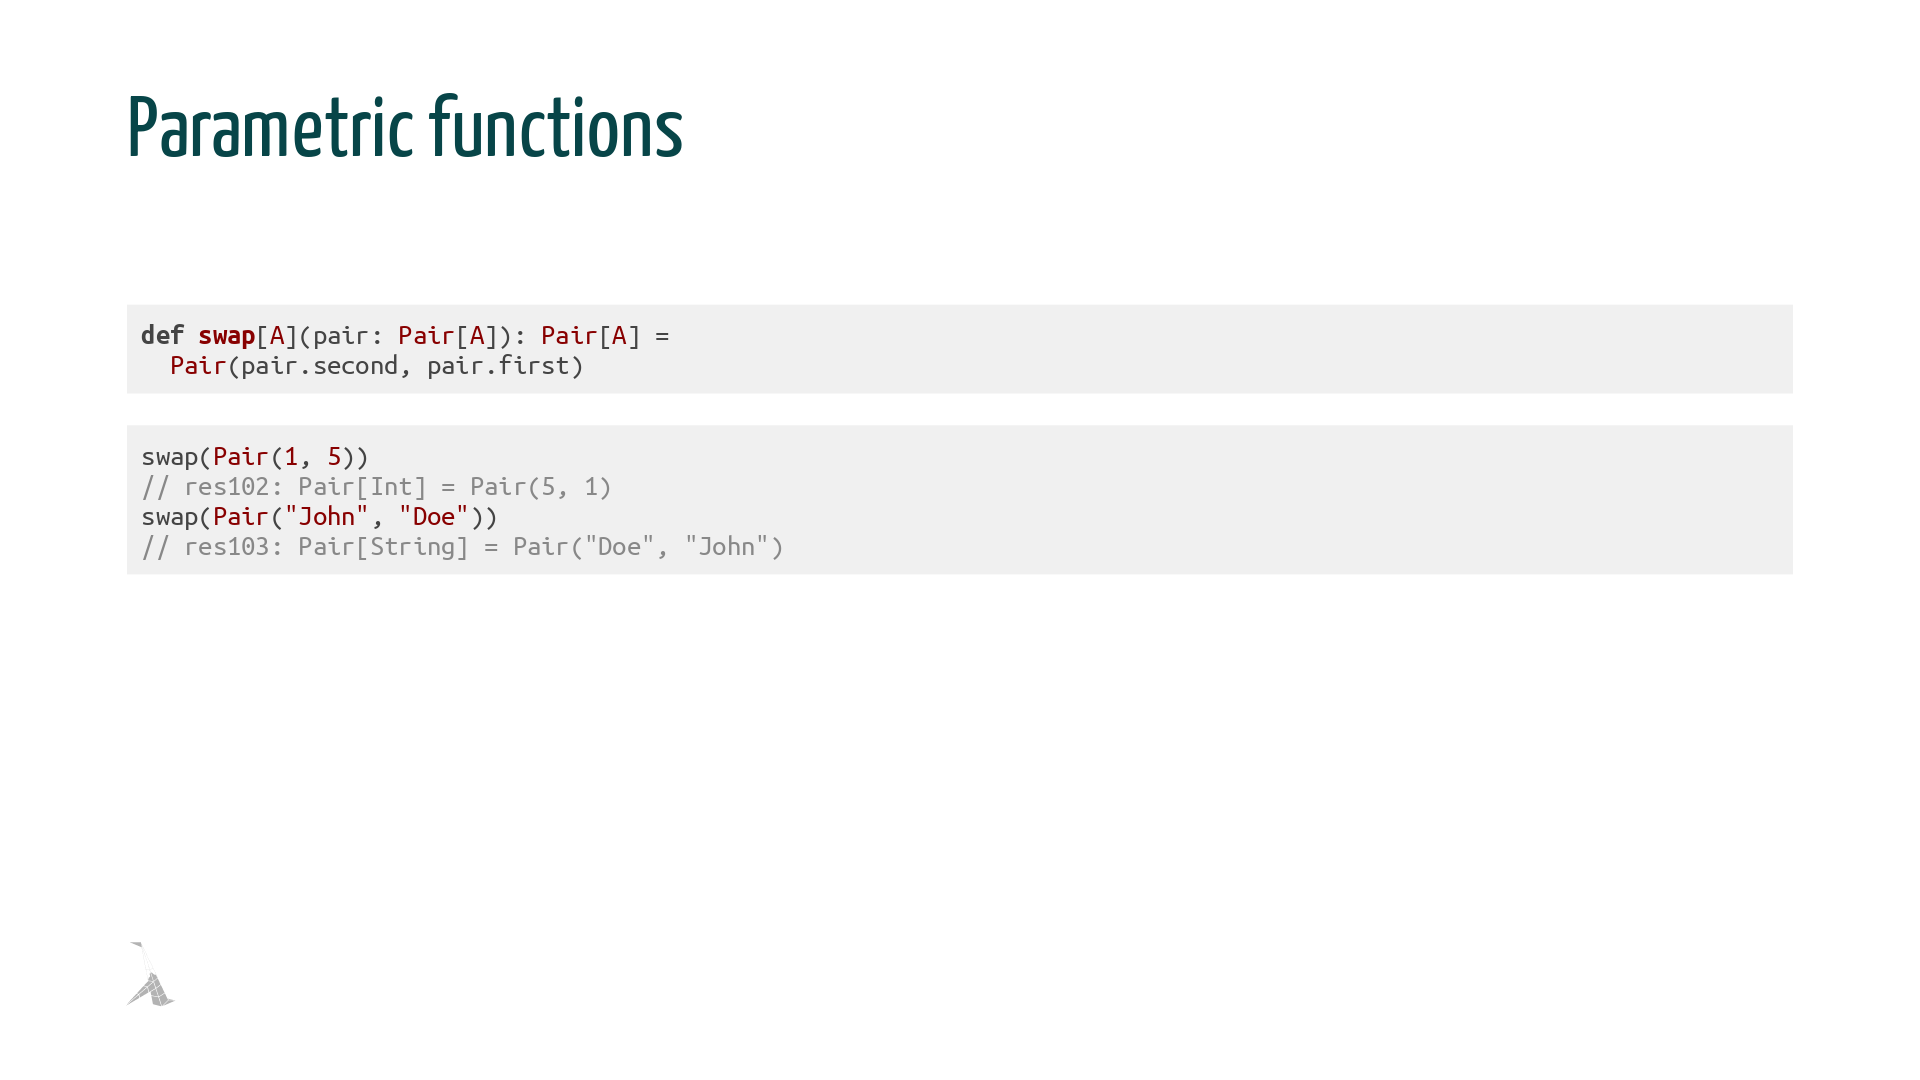 Parametric functions
def swap[A](pair: Pair[A]): Pair[A] =
  Pair(pair.second, pair.first)
swap(Pair(1, 5))
// res102: Pair[Int] = Pair(5, 1)
swap(Pair("John", "Doe"))
// res103: Pair[String] = Pair("Doe", "John")